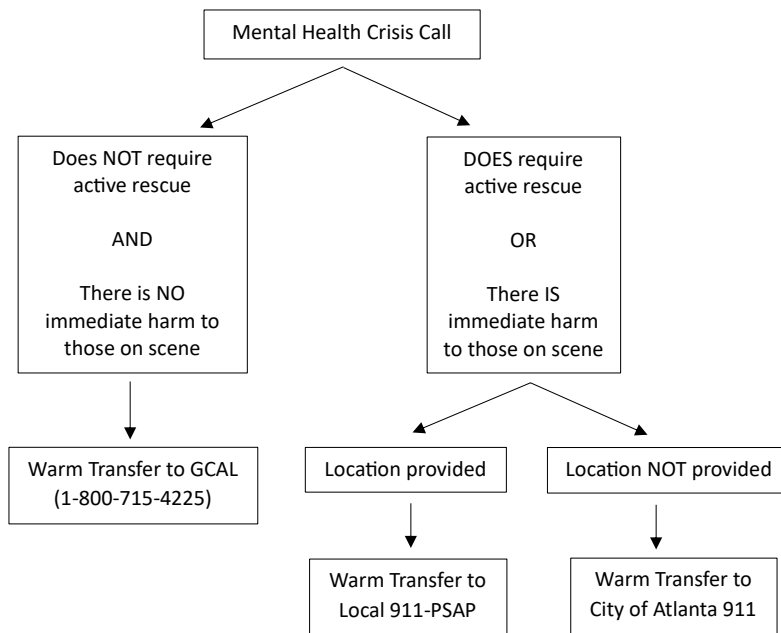 Mental Health Crisis Call
Does NOT require
active rescue
AND
There is NO
immediate harm to
those on scene
DOES require
active rescue
OR
There IS
immediate harm
to those on scene
Warm Transfer to GCAL
(1-800-715-4225)
Location provided
Location NOT provided
Warm Transfer to
Local 911-PSAP
Warm Transfer to
City of Atlanta 911